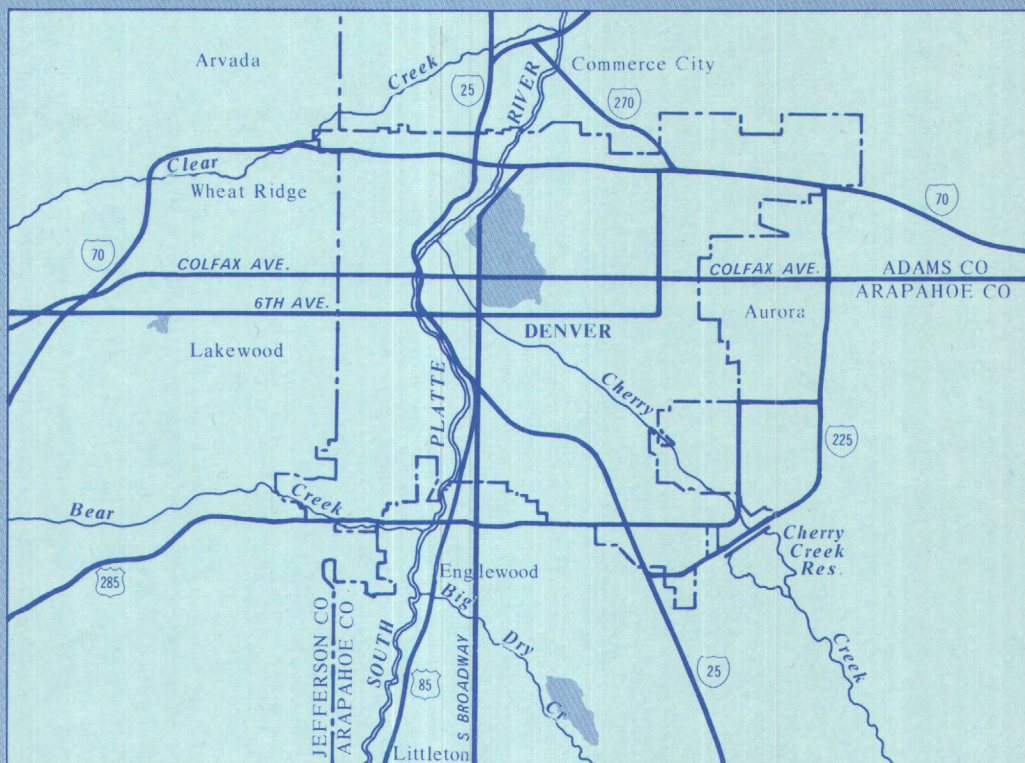 Arvada
Creek
25
RIVER
Commerce City
270
Clear
Wheat Ridge
70
70
COLFAX AVE.
COLFAX AVE.
ADAMS CO
ARAPAHOE CO
6TH AVE.
Aurora
DENVER
Lakewood
PLATTE
Cherry
225
Bear
Creek
Cherry
Creek
Res.
285
Englewood
Big
Dry
Cr
Creek
JEFFERSON CO
ARAPAHOE CO
SOUTH
85
S BROADWAY
25
Littleton